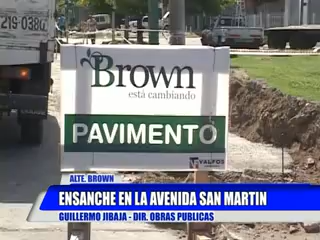 219 CON
Brown
está cambiando
PAVIMENTO
VALFOS
ALTE. BROWN
ENSANCHE EN LA AVENIDA SAN MARTIN
GUILLERMO JIBAJA - DIR. OBRAS PUBLICAS